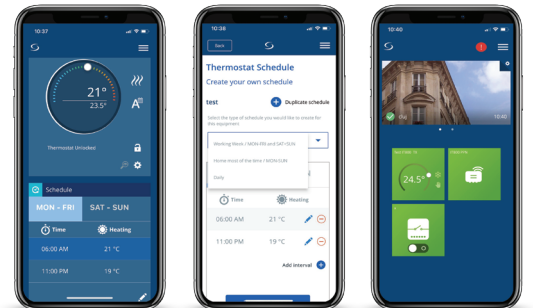 10:37
21°
23.5°
A
Thermostat Unlocked
Schedule
MON - FRI SAT - SUN
Time Heating
06:00 AM 21 °C
11:00 PM 19 °C
10:38
Back
Thermostat Schedule
Create your own schedule
test
Duplicate schedule
Select the type of schedule you would like to create for
this equipment
Working Week / MON-FRI and SAT+SUN
Home most of the time / MON-SUN
Daily
Time Heating
06:00 AM 21 °C
11:00 PM 19 °C
Add Interval
10:40
1
10:40
24.5°